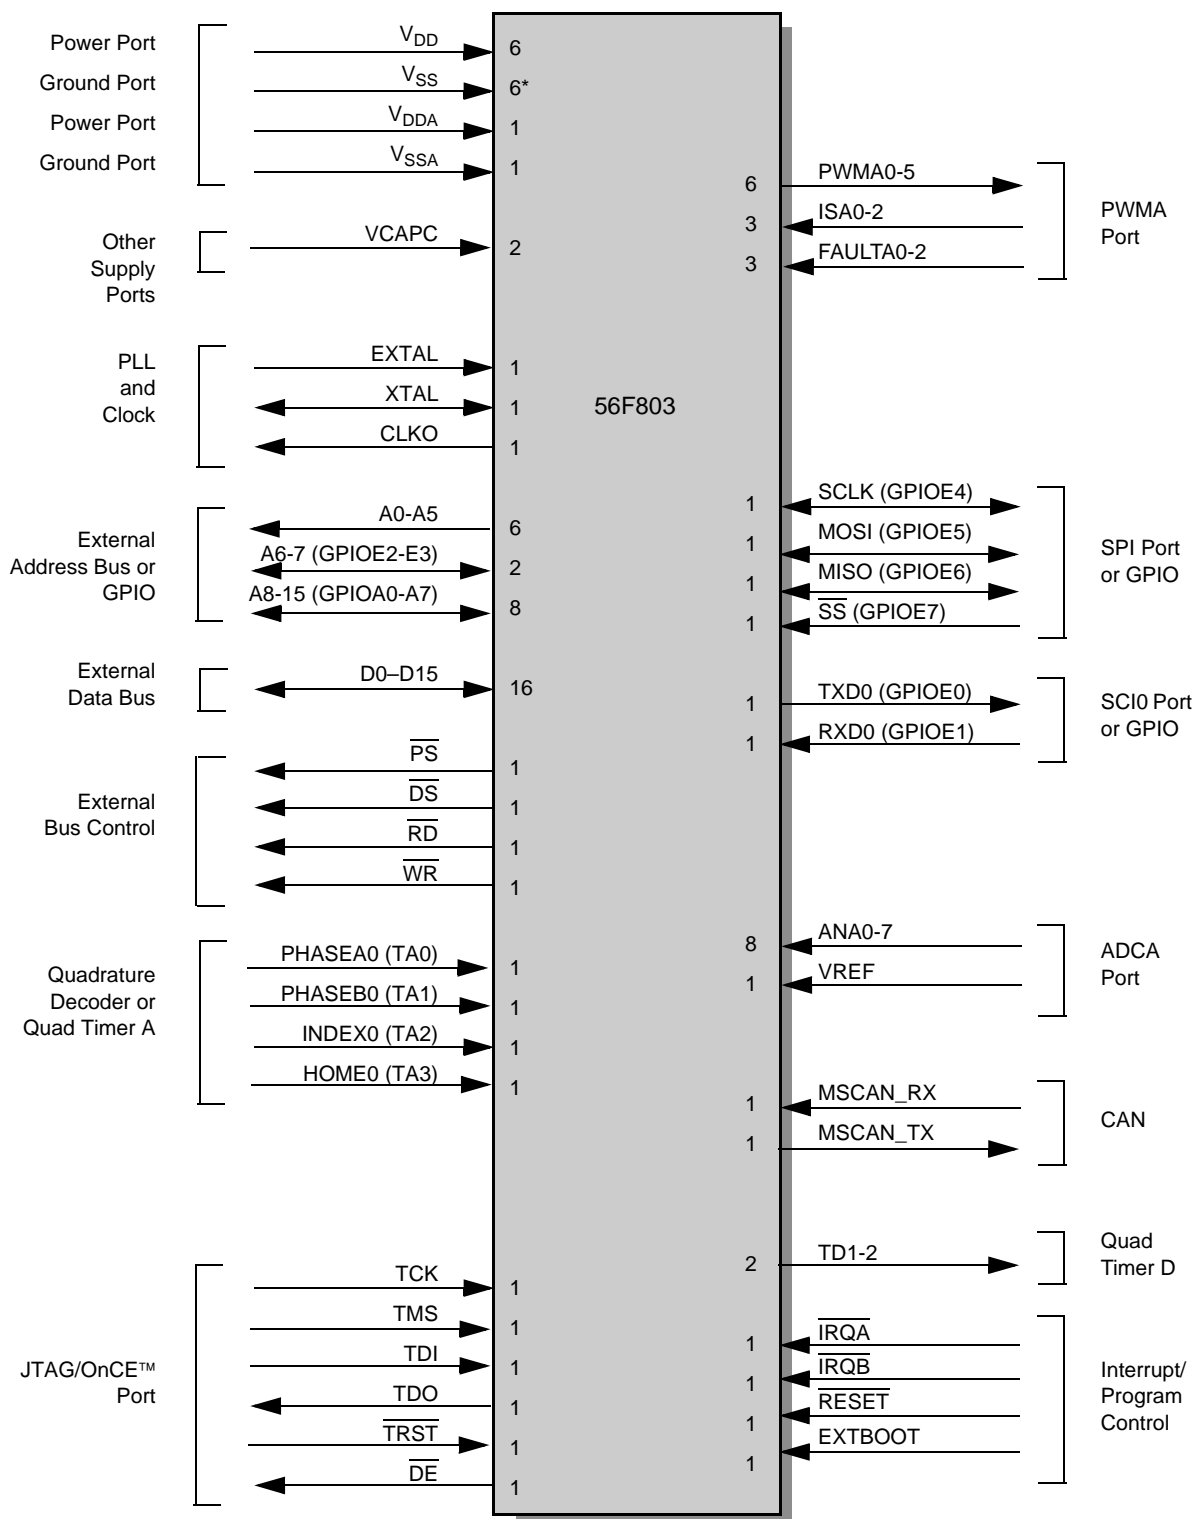 Power Port
V_DD
6
Ground Port
V_SS
6*
Power Port
V_DDA
1
Ground Port
V_SSA
1
Other
Supply
Ports
VCAPC
2
PLL
and
Clock
EXTAL
1
XTAL
1
CLKO
1
External
Address Bus or
GPIO
A0-A5
6
A6-7 (GPIOE2-E3)
2
A8-15 (GPIOA0-A7)
8
External
Data Bus
D0–D15
16
External
Bus Control
PS
1
DS
1
RD
1
WR
1
Quadrature
Decoder or
Quad Timer A
PHASEA0 (TA0)
1
PHASEB0 (TA1)
1
INDEX0 (TA2)
1
HOME0 (TA3)
1
JTAG/OnCE™
Port
TCK
1
TMS
1
TDI
1
TDO
1
TRST
1
DE
1
56F803
6
PWMA0-5
3
ISA0-2
3
FAULTA0-2
PWMA
Port
1
SCLK (GPIOE4)
1
MOSI (GPIOE5)
1
MISO (GPIOE6)
1
SS (GPIOE7)
SPI Port
or GPIO
1
TXD0 (GPIOE0)
1
RXD0 (GPIOE1)
SCI0 Port
or GPIO
8
ANA0-7
1
VREF
ADCA
Port
1
MSCAN_RX
1
MSCAN_TX
CAN
2
TD1-2
Quad
Timer D
1
IRQA
1
IRQB
1
RESET
1
EXTBOOT
Interrupt/
Program
Control